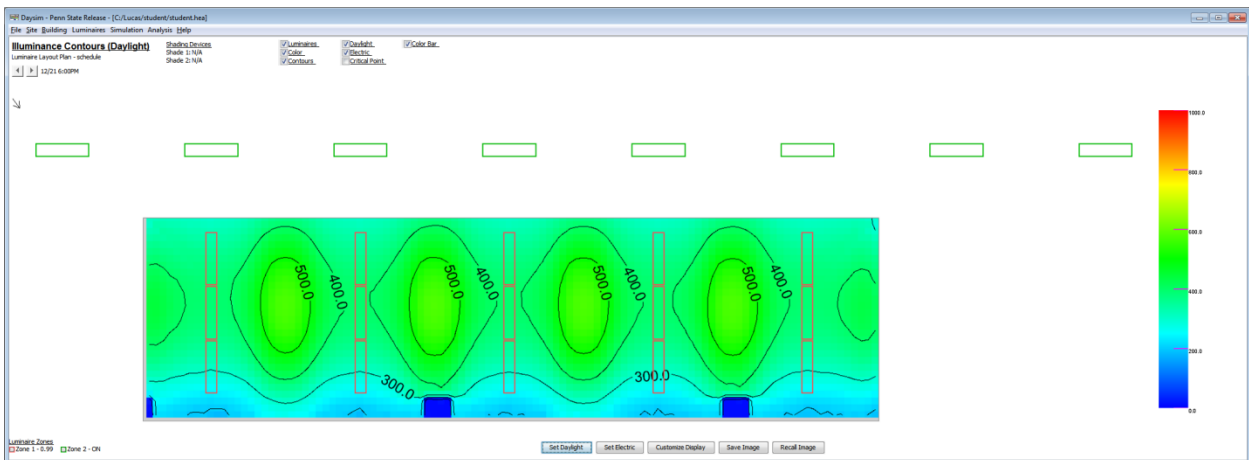 Daysim - Penn State Release - [C:/Lucas/student/student.hea]
File Site Building Luminaires Simulation Analysis Help
Illuminance Contours (Daylight)
Luminaire Layout Plan - schedule
12/21 6:00PM
Shading Devices
Shade 1: N/A
Shade 2: N/A
Luminaires
Color
Contours
Daylight
Electric
Critical Point
Color Bar
1000.0
800.0
600.0
400.0
200.0
0.0
500.0
400.0
500.0
400.0
500.0
400.0
500.0
400.0
300.0
300.0
Luminaire Zones
Zone 1 - 0.99 Zone 2 - ON
Set Daylight Set Electric Customize Display Save Image Recall Image